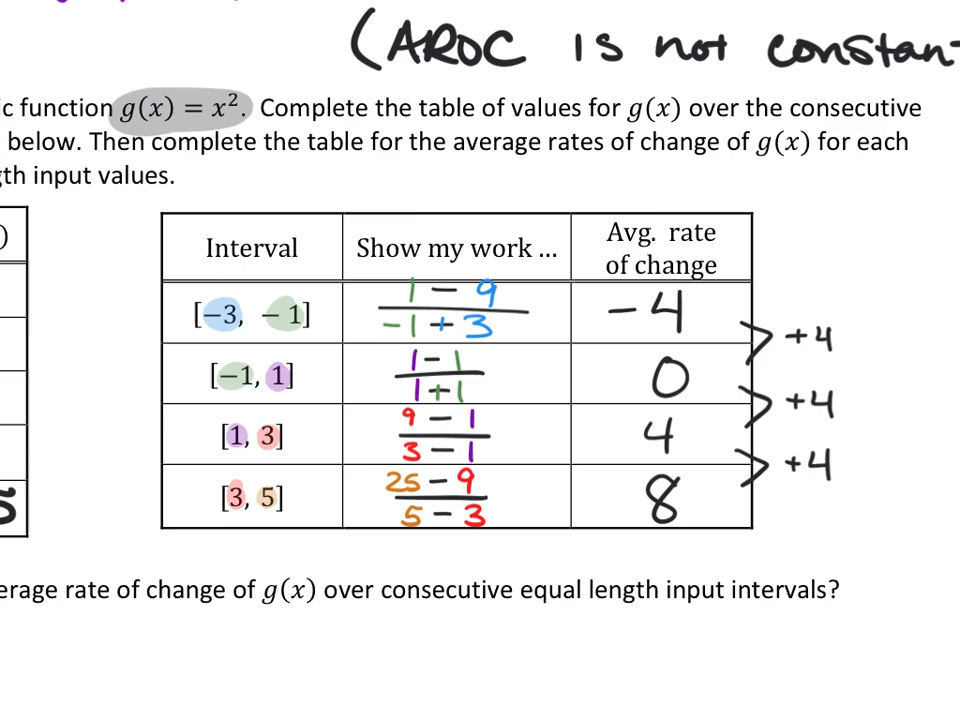 (AROC IS not constan
ic function g(x) = x². Complete the table of values for g(x) over the consecutive
below. Then complete the table for the average rates of change of g(x) for each
gth input values.
)
Interval Show my work ... Avg. rate of change
[−3, − 1] 1 − 9 / −1 + 3 −4
> +4
[−1, 1] 1 − 1 / 1 + 1 0
> +4
[1, 3] 9 − 1 / 3 − 1 4
> +4
[3, 5] 25 − 9 / 5 − 3 8
5
erage rate of change of g(x) over consecutive equal length input intervals?